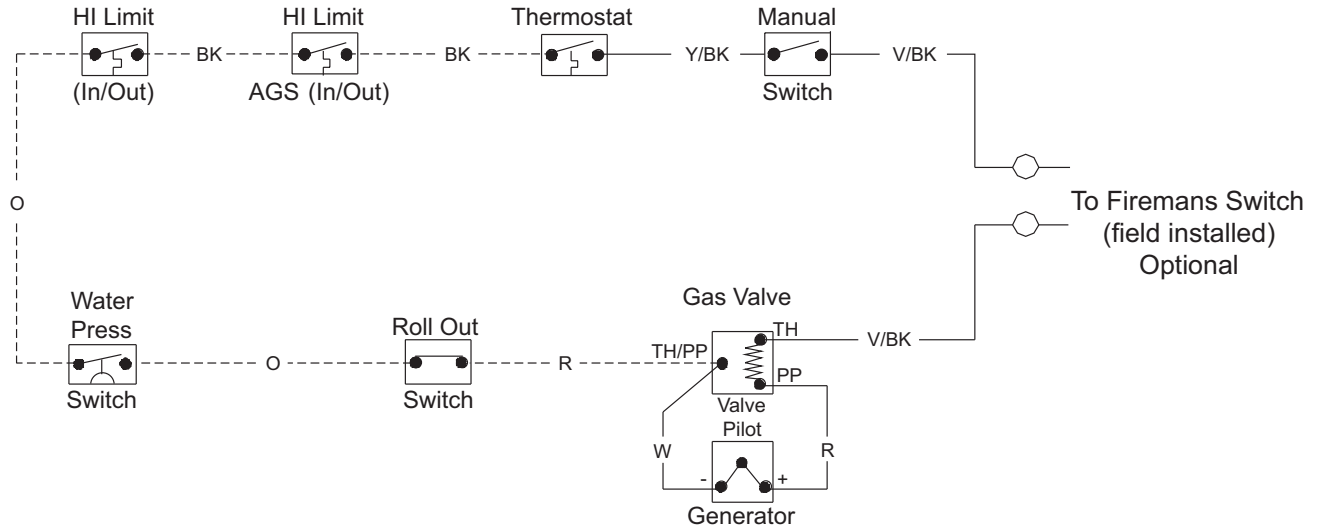 HI Limit
(In/Out)
BK
HI Limit
AGS (In/Out)
BK
Thermostat
Y/BK
Manual
Switch
V/BK
O
To Firemans Switch
(field installed)
Optional
Water
Press
Switch
O
Roll Out
Switch
R
Gas Valve
TH/PP
TH
PP
V/BK
Valve
Pilot
W
R
-
+
Generator